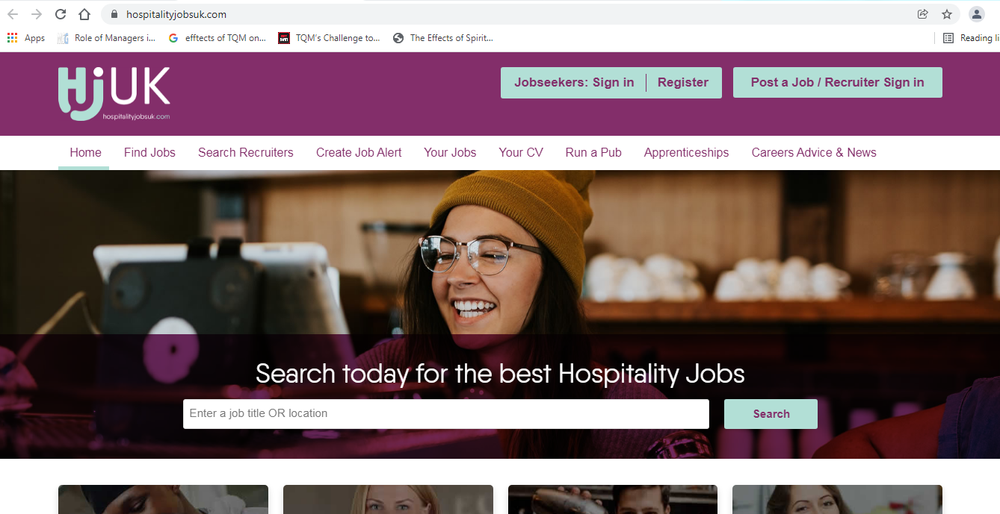 hospitalityjobsuk.com
Apps Role of Managers i... efftects of TQM on... TQM's Challenge to... The Effects of Spirit... Reading li
HJUK
hospitalityjobsuk.com
Jobseekers: Sign in Register Post a Job / Recruiter Sign in
Home Find Jobs Search Recruiters Create Job Alert Your Jobs Your CV Run a Pub Apprenticeships Careers Advice & News
Search today for the best Hospitality Jobs
Enter a job title OR location Search